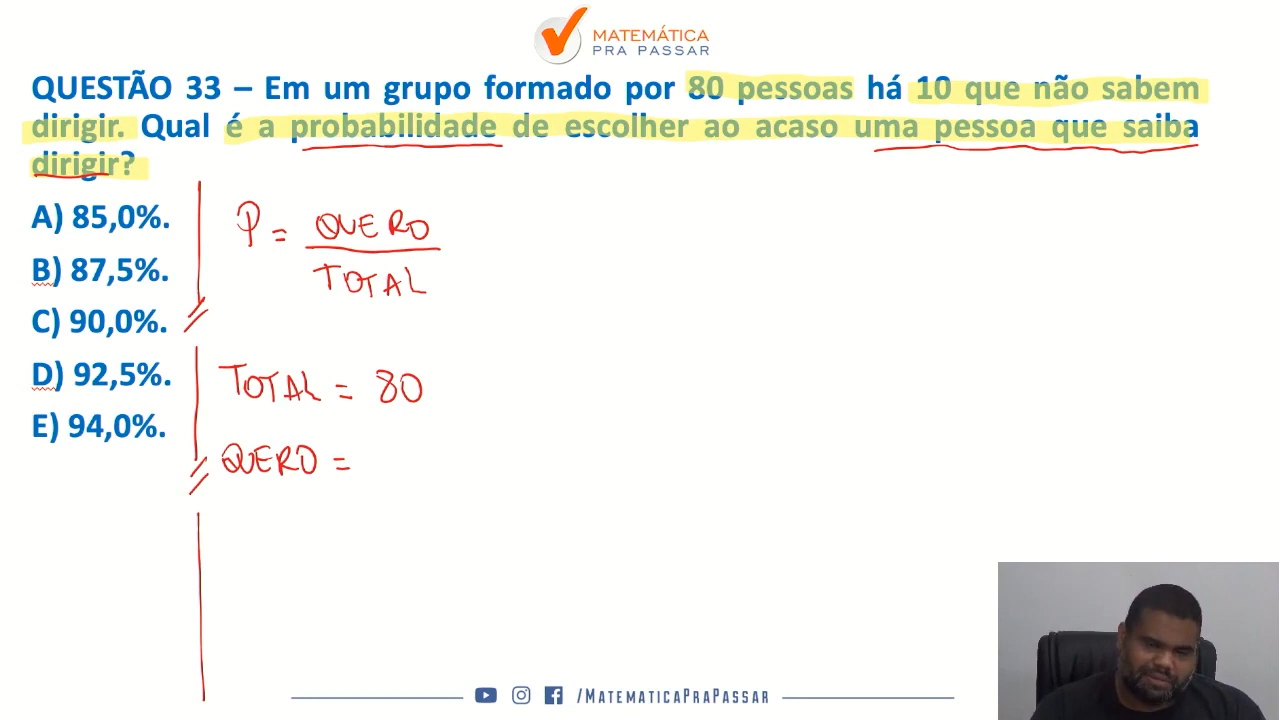 MATEMÁTICA
PRA PASSAR
QUESTÃO 33 – Em um grupo formado por 80 pessoas há 10 que não sabem
dirigir. Qual é a probabilidade de escolher ao acaso uma pessoa que saiba
dirigir?
A) 85,0%.
B) 87,5%.
C) 90,0%.
D) 92,5%.
E) 94,0%.
P = QUERO
TOTAL
TOTAL = 80
QUERO =
/MATEMATICAPRAPASSAR